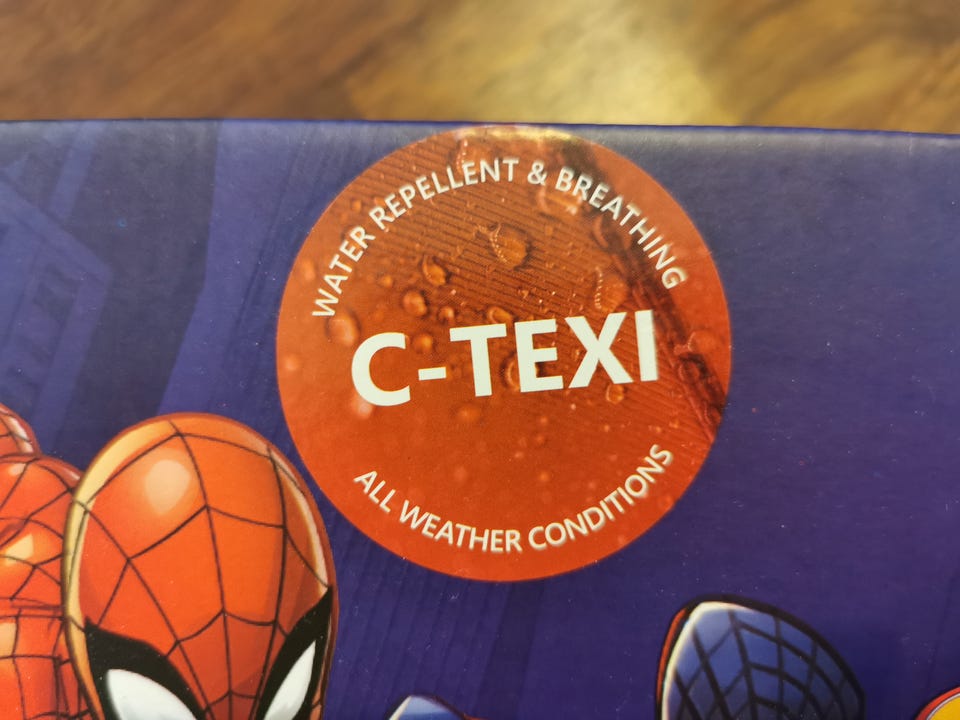 WATER REPELLENT & BREATHING
C-TEXI
ALL WEATHER CONDITIONS